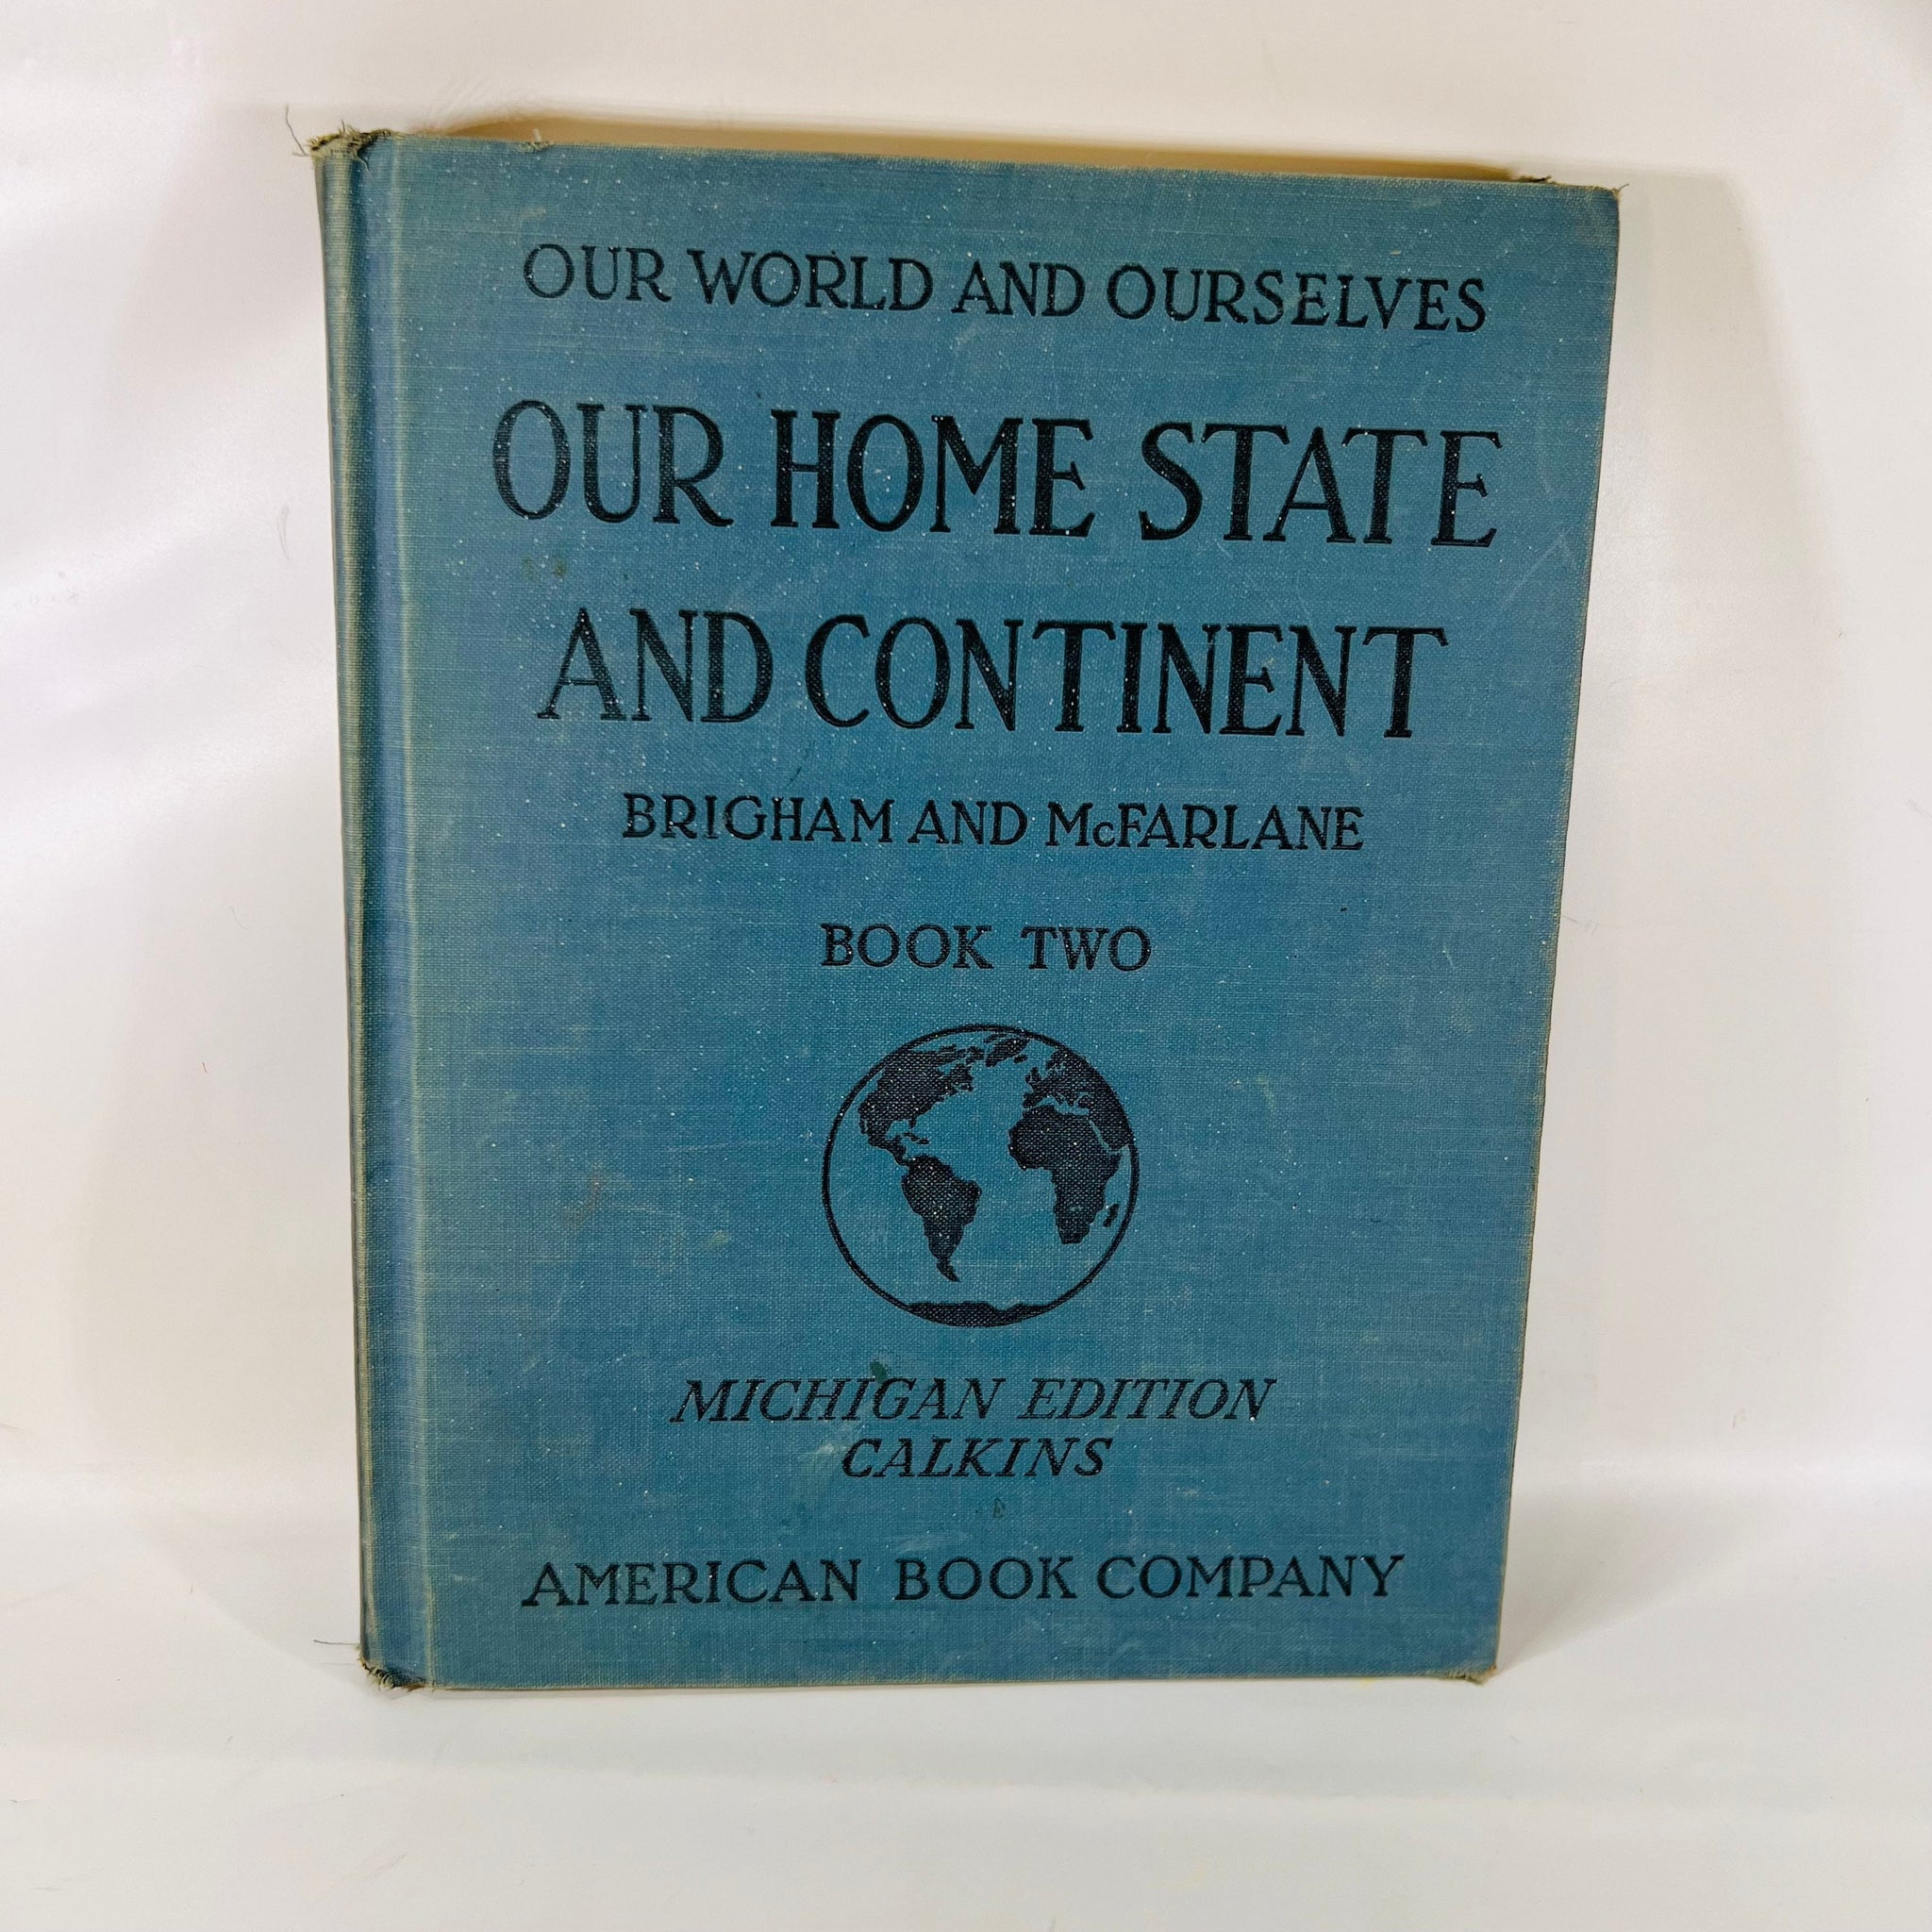 OUR WORLD AND OURSELVES
OUR HOME STATE
AND CONTINENT
BRIGHAM AND McFARLANE
BOOK TWO
MICHIGAN EDITION
CALKINS
E
AMERICAN BOOK COMPANY